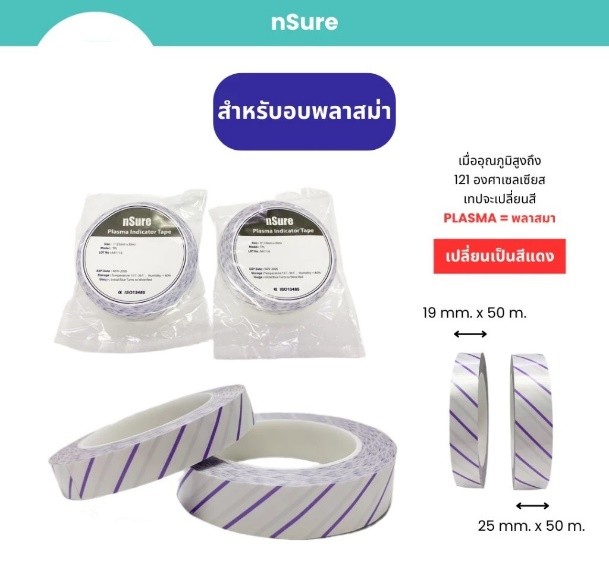 nSure
สำหรับอบพลาสม่า
เมื่ออุณภูมิสูงถึง
121 องศาเซลเซียส
เทปจะเปลี่ยนสี
PLASMA = พลาสมา
เปลี่ยนเป็นสีแดง
nSure
Plasma Indicator Tape
nSure
Plasma Indicator Tape
19 mm. x 50 m.
25 mm. x 50 m.